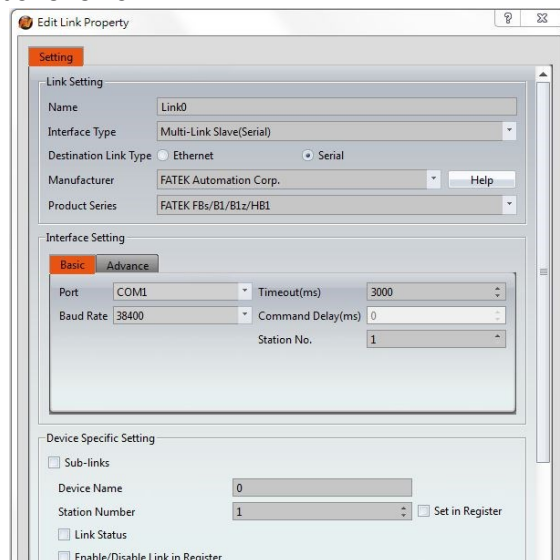 Edit Link Property
Setting
Link Setting
Name Link0
Interface Type Multi-Link Slave(Serial)
Destination Link Type Ethernet Serial
Manufacturer FATEK Automation Corp. Help
Product Series FATEK FBs/B1/B1z/HB1
Interface Setting
Basic Advance
Port COM1 Timeout(ms) 3000
Baud Rate 38400 Command Delay(ms) 0
Station No. 1
Device Specific Setting
Sub-links
Device Name 0
Station Number 1 Set in Register
Link Status
Enable/Disable Link in Register